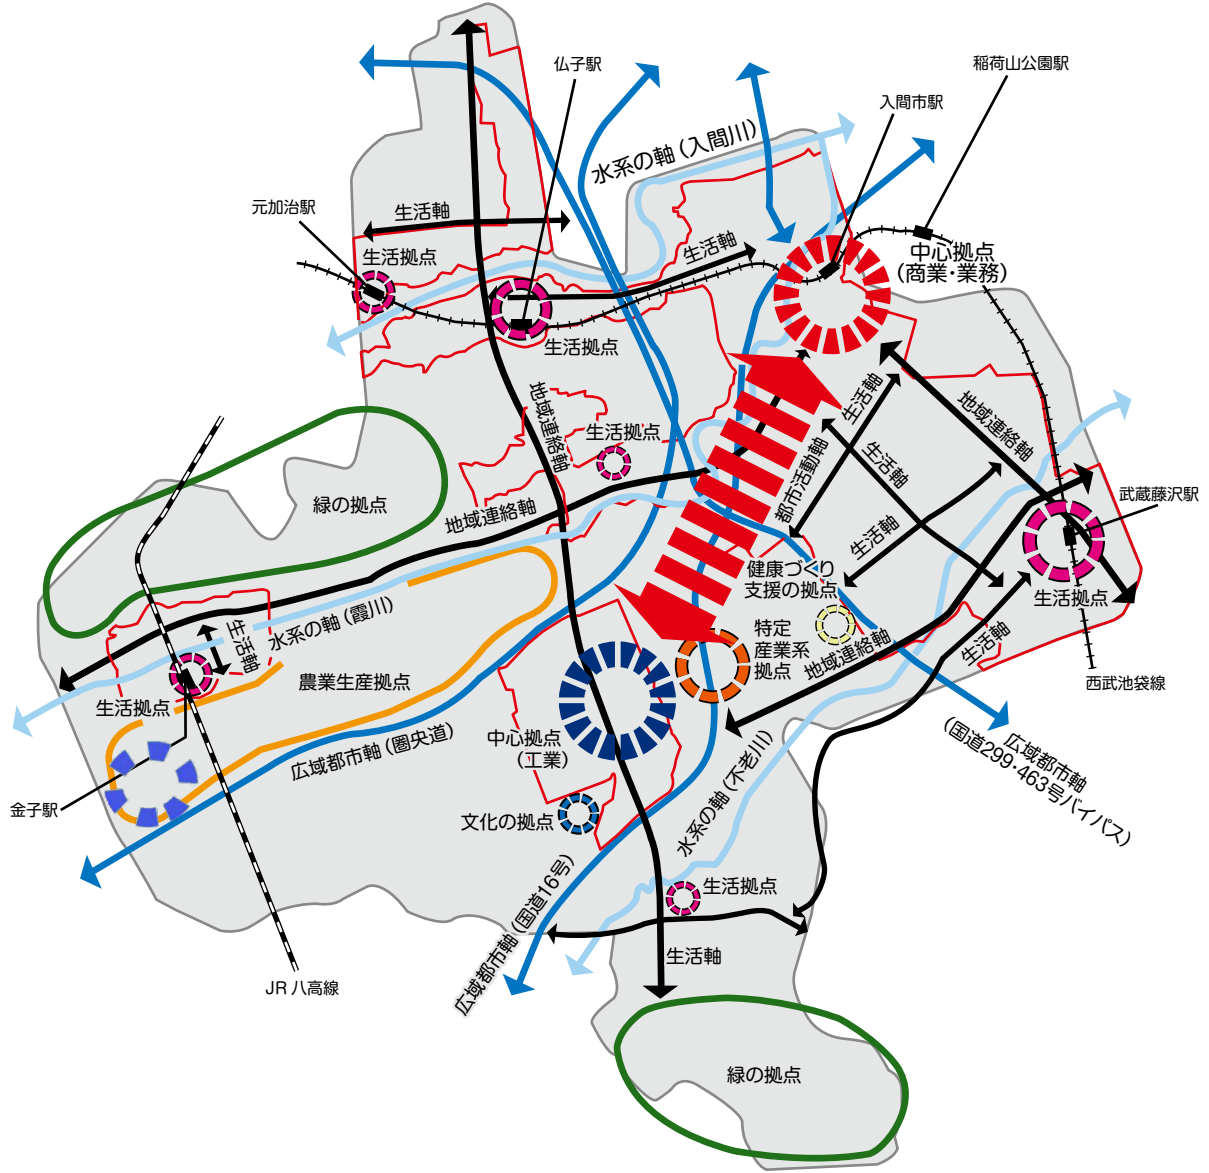 仏子駅
稲荷山公園駅
入間市駅
水系の軸（入間川）
元加治駅
生活軸
生活拠点
生活軸
中心拠点
（商業・業務）
生活拠点
地域連絡軸
生活拠点
生活軸
地域連絡軸
都市活動軸
生活軸
緑の拠点
地域連絡軸
武蔵藤沢駅
生活軸
健康づくり
支援の拠点
生活拠点
水系の軸（霞川）
生活軸
特定
産業系
拠点
地域連絡軸
生活軸
農業生産拠点
西武池袋線
生活拠点
広域都市軸（圏央道）
中心拠点
（工業）
水系の軸（不老川）
広域都市軸
（国道299・463号バイパス）
金子駅
文化の拠点
広域都市軸（国道16号）
生活拠点
生活軸
JR八高線
緑の拠点